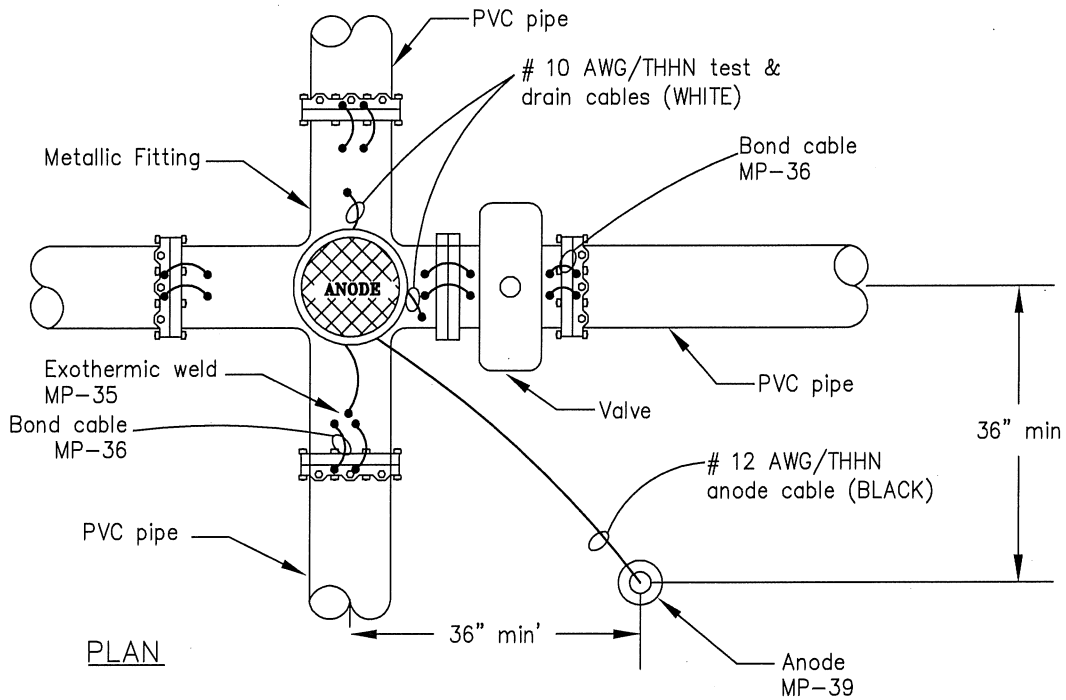 PVC pipe
# 10 AWG/THHN test &
drain cables (WHITE)
Bond cable
MP-36
Metallic Fitting
ANODE
Exothermic weld
MP-35
Bond cable
MP-36
PVC pipe
Valve
36" min
# 12 AWG/THHN
anode cable (BLACK)
PVC pipe
36" min'
PLAN
Anode
MP-39